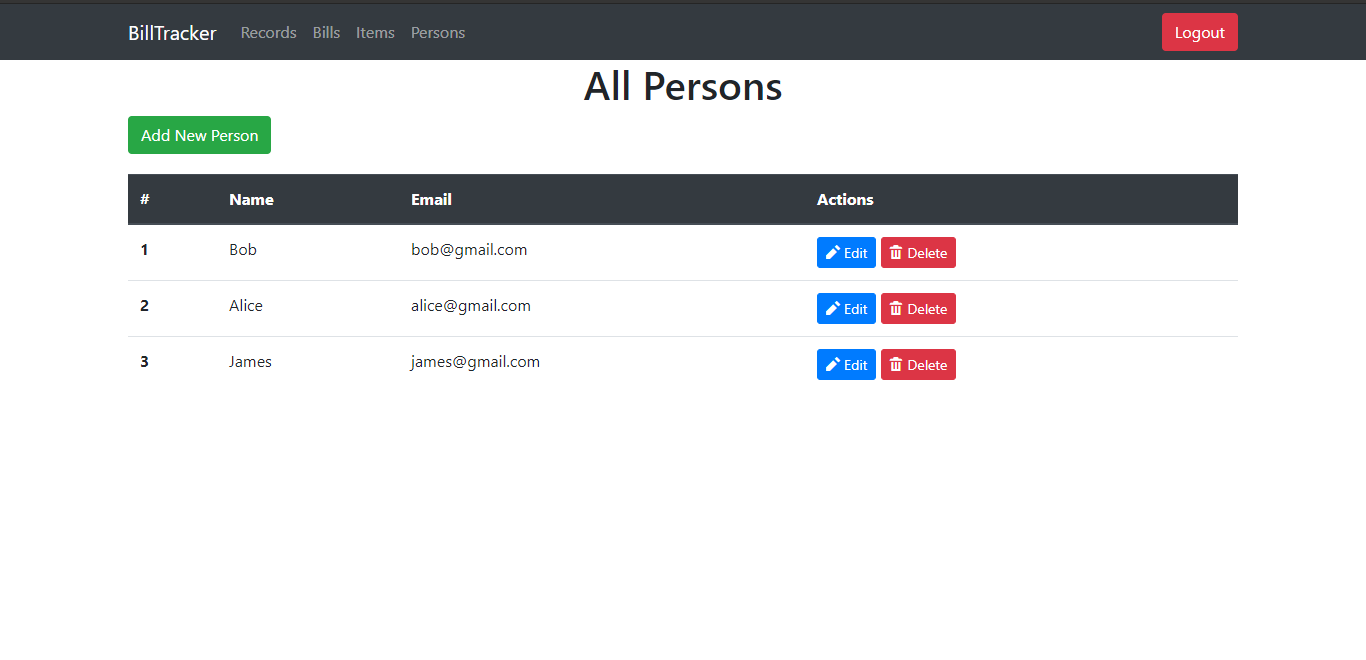 BillTracker Records Bills Items Persons Logout
All Persons
Add New Person
# Name Email Actions
1 Bob bob@gmail.com Edit Delete
2 Alice alice@gmail.com Edit Delete
3 James james@gmail.com Edit Delete